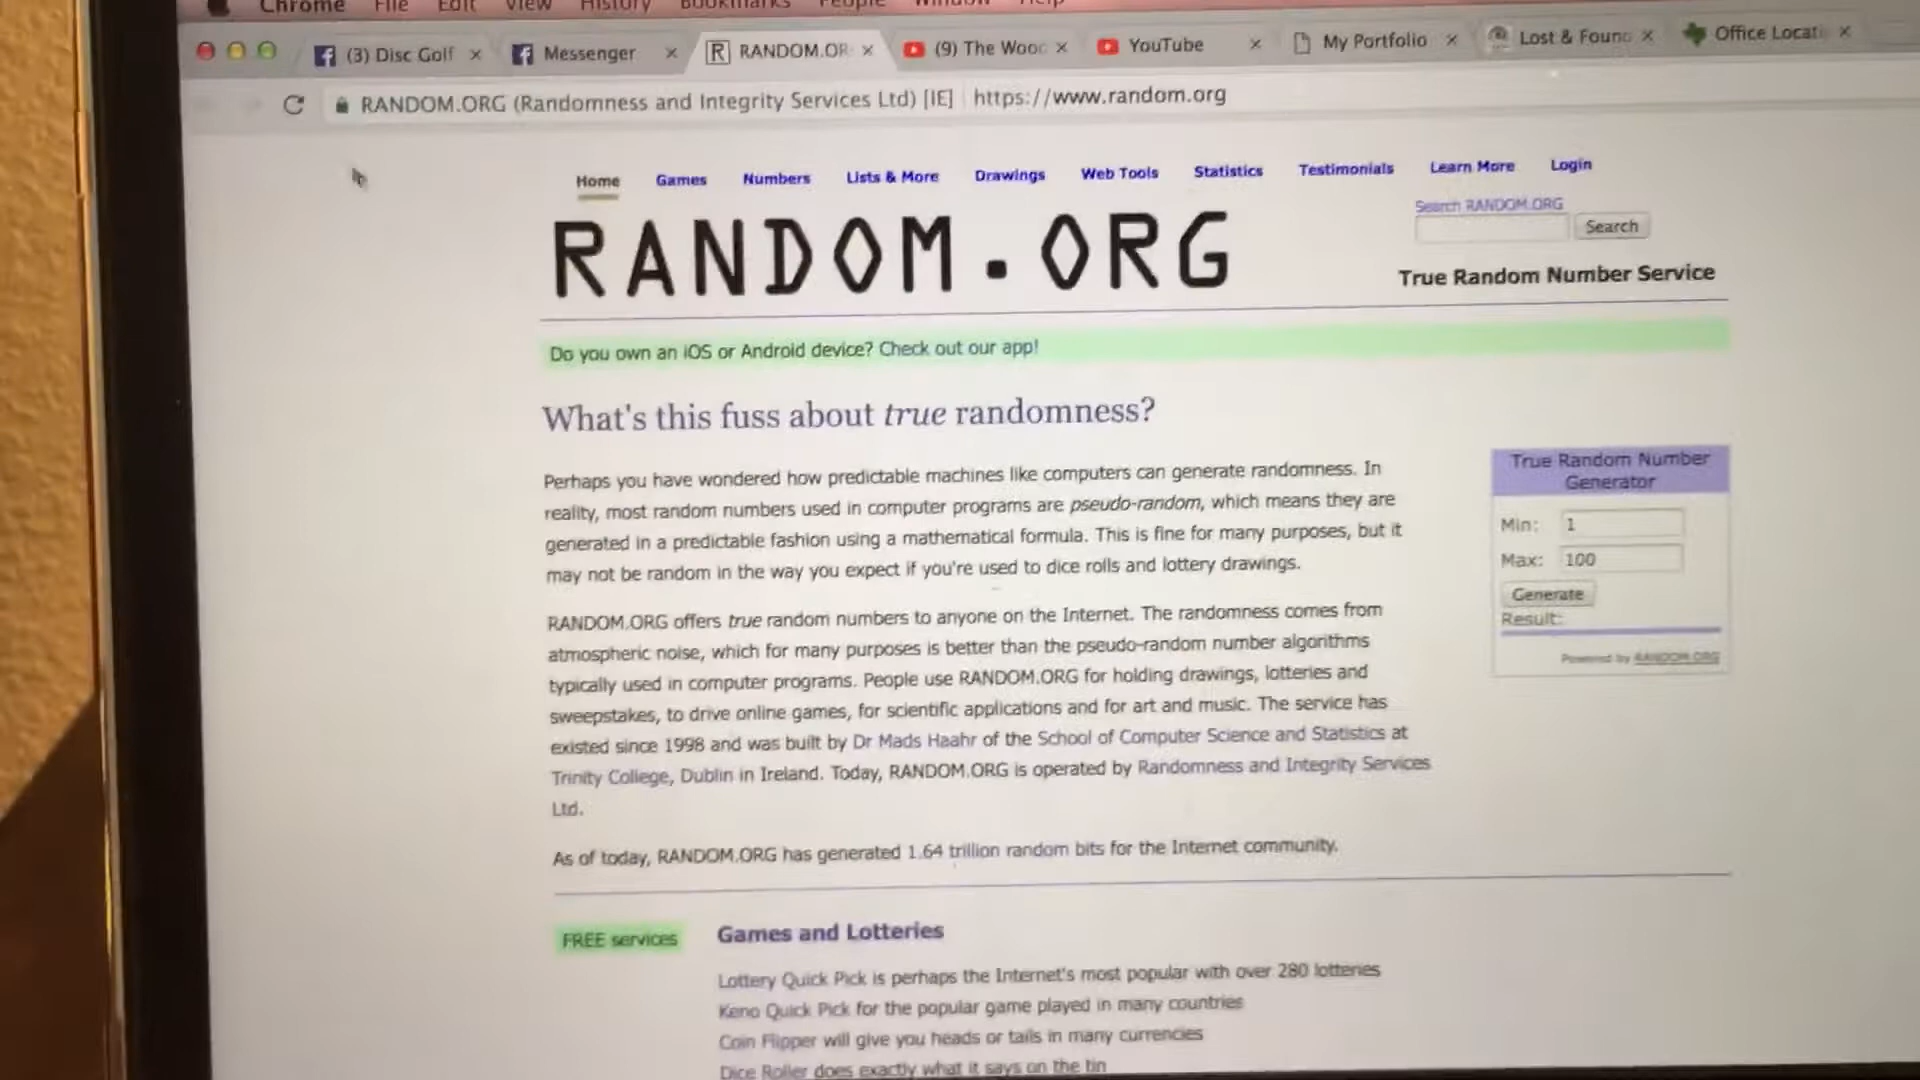 Chrome File Edit View History Bookmarks People Window Help
(3) Disc Golf Messenger RANDOM.OR (9) The Wood YouTube My Portfolio Lost & Found Office Locati
RANDOM.ORG (Randomness and Integrity Services Ltd) [IE] https://www.random.org
Home Games Numbers Lists & More Drawings Web Tools Statistics Testimonials Learn More Login
Search RANDOM.ORG
Search
RANDOM.ORG
True Random Number Service
Do you own an iOS or Android device? Check out our app!
What's this fuss about true randomness?
Perhaps you have wondered how predictable machines like computers can generate randomness. In
reality, most random numbers used in computer programs are pseudo-random, which means they are
generated in a predictable fashion using a mathematical formula. This is fine for many purposes, but it
may not be random in the way you expect if you're used to dice rolls and lottery drawings.
RANDOM.ORG offers true random numbers to anyone on the Internet. The randomness comes from
atmospheric noise, which for many purposes is better than the pseudo-random number algorithms
typically used in computer programs. People use RANDOM.ORG for holding drawings, lotteries and
sweepstakes, to drive online games, for scientific applications and for art and music. The service has
existed since 1998 and was built by Dr Mads Haahr of the School of Computer Science and Statistics at
Trinity College, Dublin in Ireland. Today, RANDOM.ORG is operated by Randomness and Integrity Services
Ltd.
As of today, RANDOM.ORG has generated 1.64 trillion random bits for the Internet community.
True Random Number
Generator
Min: 1
Max: 100
Generate
Result:
Powered by RANDOM.ORG
FREE services
Games and Lotteries
Lottery Quick Pick is perhaps the Internet's most popular with over 280 lotteries
Keno Quick Pick for the popular game played in many countries
Coin Flipper will give you heads or tails in many currencies
Dice Roller does exactly what it says on the tin